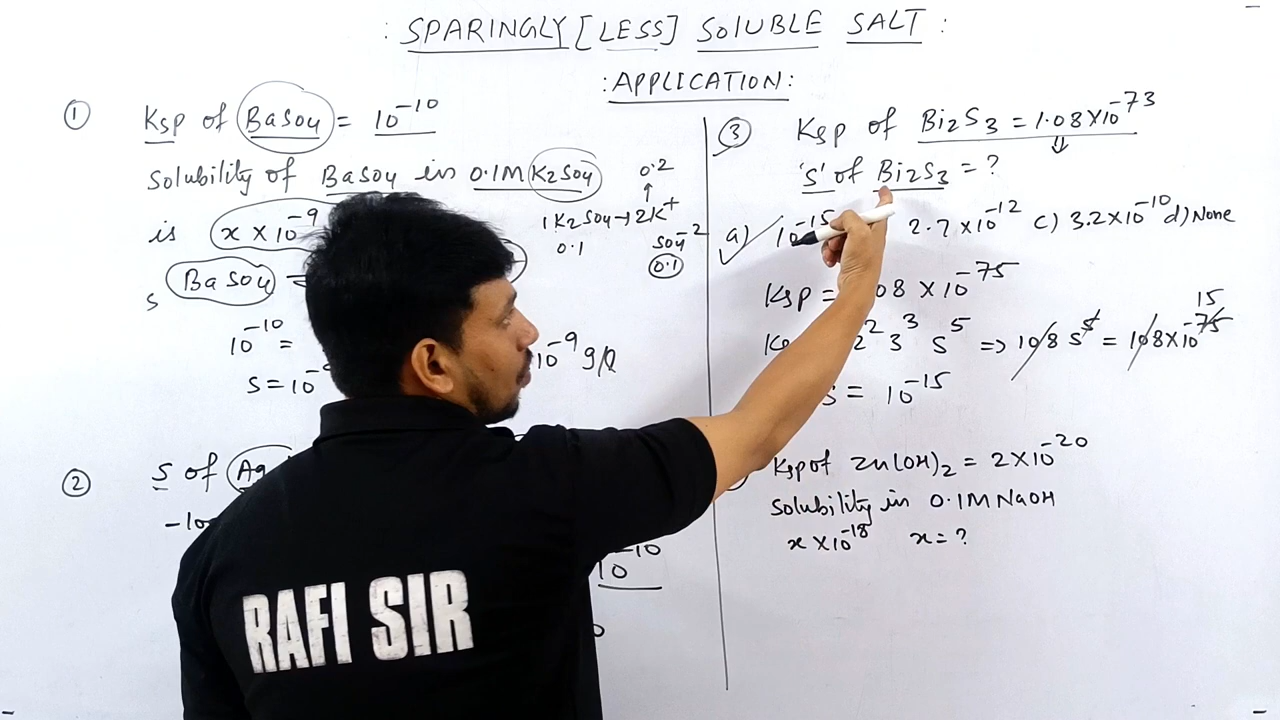 : SPARINGLY [LESS] SOLUBLE SALT :
: APPLICATION :
① Ksp of BaSO4 = 10⁻¹⁰
Solubility of BaSO4 in 0.1M K2SO4
is x × 10⁻⁹
BaSO4
S
10⁻¹⁰ =
S = 10⁻⁹
10⁻⁹ g/l
0.2
↑
1K2SO4 → 2K⁺
0.1
SO4⁻²
0.1
② S of Ag
10
③ Ksp of Bi2S3 = 1.08×10⁻⁷³
⇓
'S' of Bi2S3 = ?
a) 10⁻¹⁵ 2.7×10⁻¹² c) 3.2×10⁻¹⁰ d) None
Ksp = 08 × 10⁻⁷⁵
2² 3³ S⁵ => 108 S⁵ = 108×10⁻⁷⁵
15
S = 10⁻¹⁵
Ksp of Zn(OH)2 = 2×10⁻²⁰
Solubility in 0.1M NaOH
x × 10⁻¹⁸ x = ?
RAFI SIR